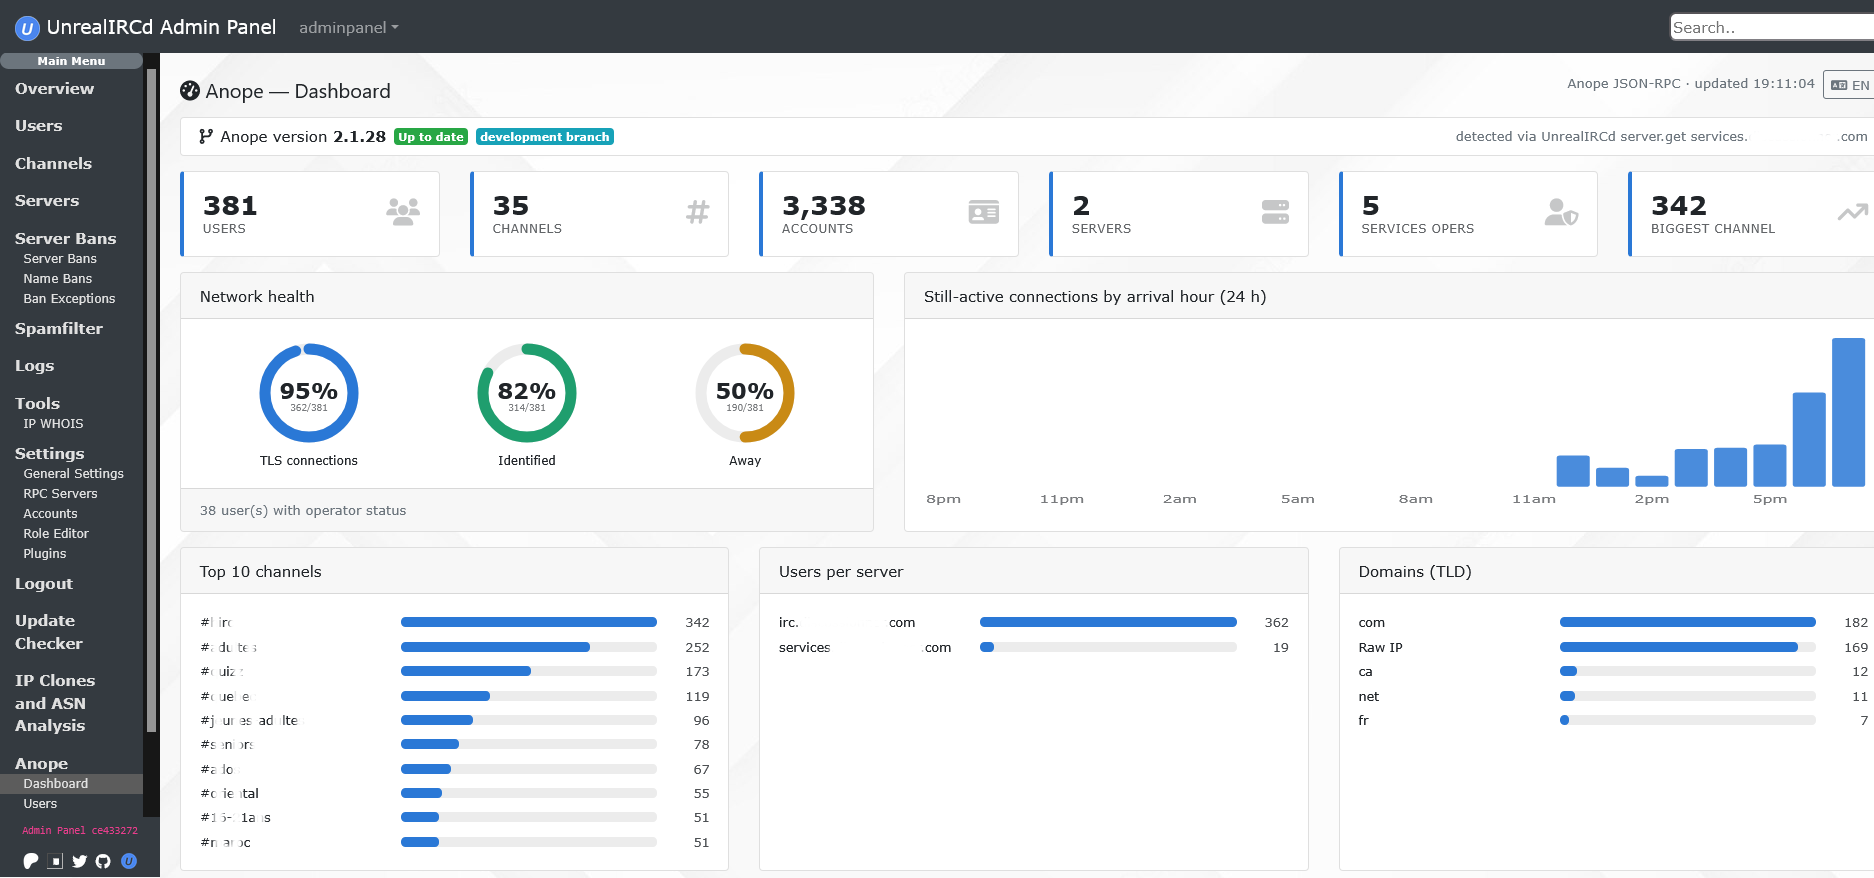 UnrealIRCd Admin Panel adminpanel
Search..
Main Menu
Overview
Users
Channels
Servers
Server Bans
Server Bans
Name Bans
Ban Exceptions
Spamfilter
Logs
Tools
IP WHOIS
Settings
General Settings
RPC Servers
Accounts
Role Editor
Plugins
Logout
Update
Checker
IP Clones
and ASN
Analysis
Anope
Dashboard
Users
Admin Panel ce433272
Anope — Dashboard
Anope JSON-RPC · updated 19:11:04
EN
Anope version 2.1.28 Up to date development branch
detected via UnrealIRCd server.get services. .com
381
USERS
35
CHANNELS
3,338
ACCOUNTS
2
SERVERS
5
SERVICES OPERS
342
BIGGEST CHANNEL
Network health
95%
362/381
TLS connections
82%
314/381
Identified
50%
190/381
Away
38 user(s) with operator status
Still-active connections by arrival hour (24 h)
8pm 11pm 2am 5am 8am 11am 2pm 5pm
Top 10 channels
342
252
173
119
96
#seniors 78
67
#oriental 55
51
51
Users per server
irc. com 362
services .com 19
Domains (TLD)
com 182
Raw IP 169
ca 12
net 11
fr 7